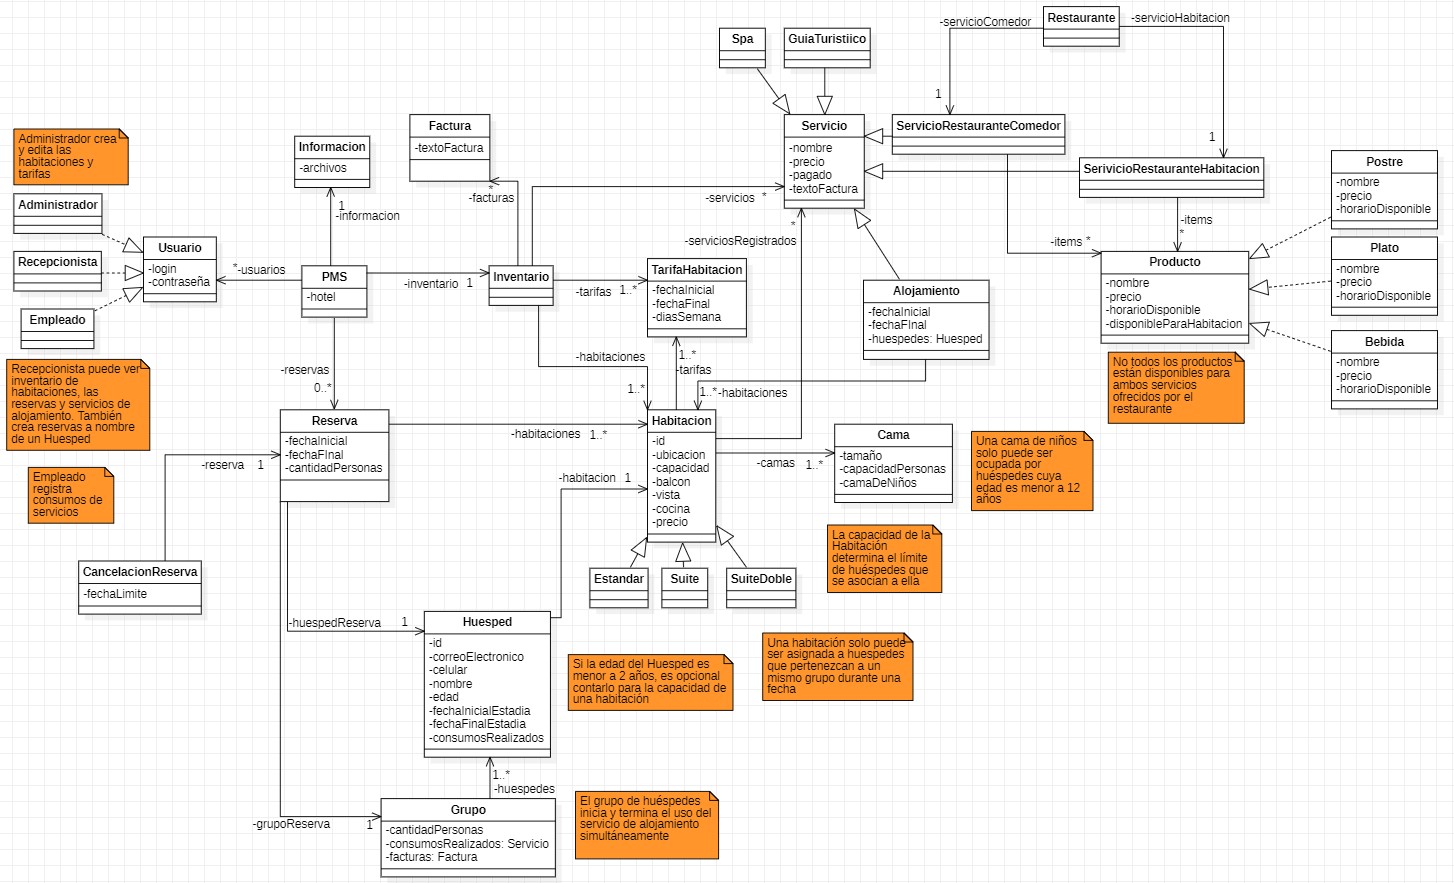 -servicioComedor
Restaurante
-servicioHabitacion
1
1
Spa
GuiaTuristiico
Servicio
-nombre
-precio
-pagado
-textoFactura
ServicioRestauranteComedor
SerivicioRestauranteHabitacion
-items *
-items
*
Postre
-nombre
-precio
-horarioDisponible
Plato
-nombre
-precio
-horarioDisponible
Bebida
-nombre
-precio
-horarioDisponible
Producto
-nombre
-precio
-horarioDisponible
-disponibleParaHabitacion
No todos los productos
están disponibles para
ambos servicios
ofrecidos por el
restaurante
Factura
-textoFactura
*
-facturas
Informacion
-archivos
1
-informacion
Administrador crea
y edita las
habitaciones y
tarifas
Administrador
Recepcionista
Empleado
Usuario
-login
-contraseña
*-usuarios
PMS
-hotel
-inventario 1
Inventario
-servicios *
*
-serviciosRegistrados
-tarifas 1..*
TarifaHabitacion
-fechaInicial
-fechaFinal
-diasSemana
Alojamiento
-fechaInicial
-fechaFInal
-huespedes: Huesped
1..*
-tarifas
-habitaciones
1..*
1..* -habitaciones
Recepcionista puede ver
inventario de
habitaciones, las
reservas y servicios de
alojamiento. También
crea reservas a nombre
de un Huesped
Empleado
registra
consumos de
servicios
-reservas
0..*
Reserva
-fechaInicial
-fechaFInal
-cantidadPersonas
-habitaciones 1..*
-reserva 1
CancelacionReserva
-fechaLimite
Habitacion
-id
-ubicacion
-capacidad
-balcon
-vista
-cocina
-precio
-habitacion 1
-camas 1..*
Cama
-tamaño
-capacidadPersonas
-camaDeNiños
Una cama de niños
solo puede ser
ocupada por
huéspedes cuya
edad es menor a 12
años
La capacidad de la
Habitación
determina el límite
de huéspedes que
se asocian a ella
Estandar
Suite
SuiteDoble
-huespedReserva 1
Huesped
-id
-correoElectronico
-celular
-nombre
-edad
-fechaInicialEstadia
-fechaFinalEstadia
-consumosRealizados
Si la edad del Huesped es
menor a 2 años, es opcional
contarlo para la capacidad de
una habitación
Una habitación solo puede
ser asignada a huespedes
que pertenezcan a un
mismo grupo durante una
fecha
1..*
-huespedes
-grupoReserva 1
Grupo
-cantidadPersonas
-consumosRealizados: Servicio
-facturas: Factura
El grupo de huéspedes
inicia y termina el uso del
servicio de alojamiento
simultáneamente